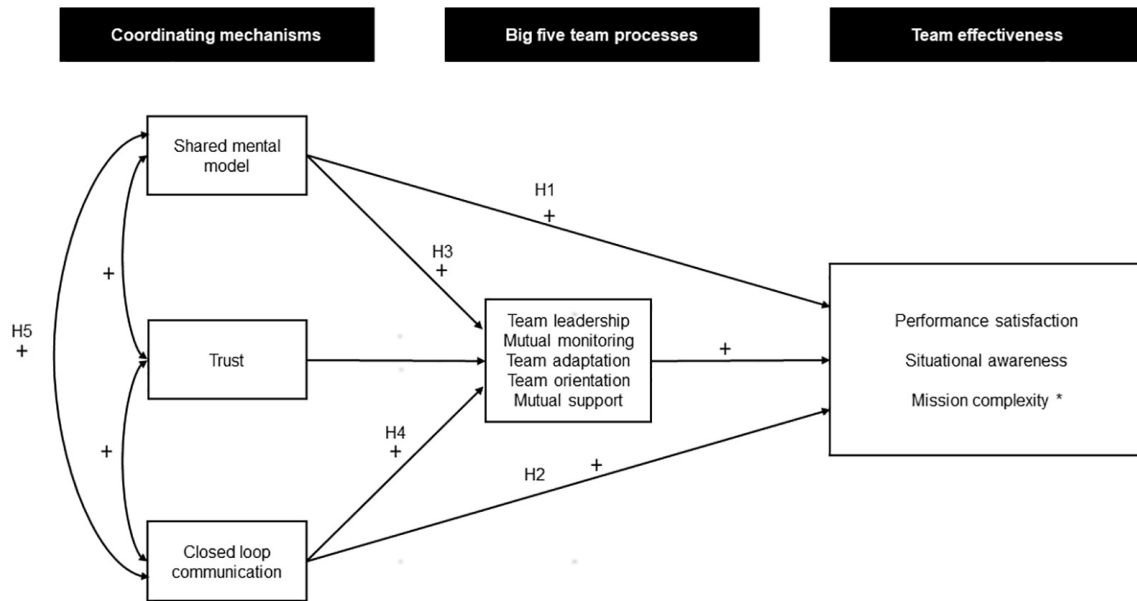 Coordinating mechanisms
Big five team processes
Team effectiveness
Shared mental
model
H1
+
H3
+
+
H5
+
Trust
Team leadership
Mutual monitoring
Team adaptation
Team orientation
Mutual support
+
Performance satisfaction
Situational awareness
Mission complexity *
+
H4
+
+
H2
Closed loop
communication